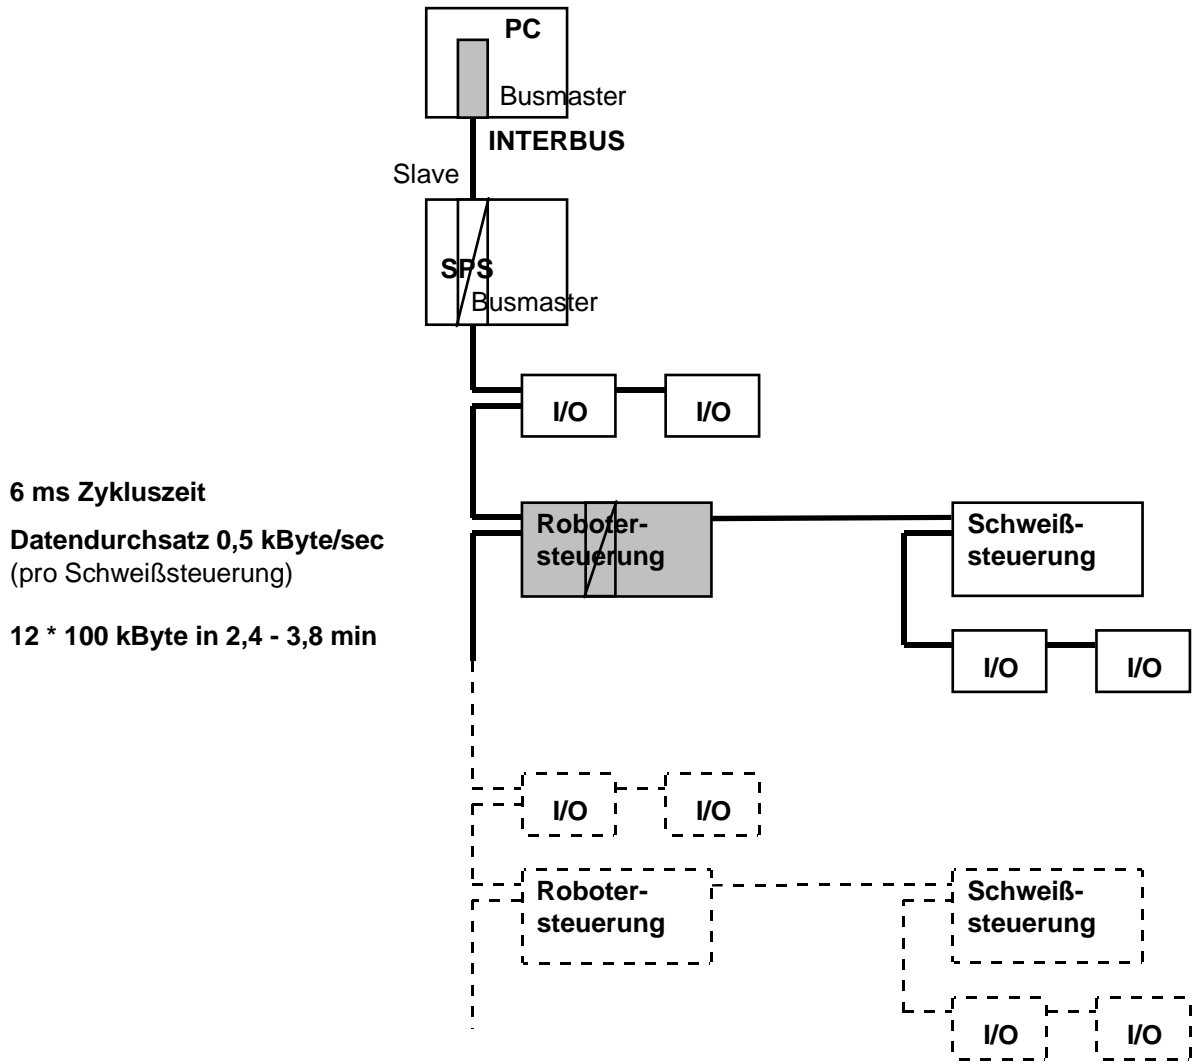 PC
Busmaster
INTERBUS
Slave
SPS
Busmaster
I/O
I/O
6 ms Zykluszeit
Datendurchsatz 0,5 kByte/sec
(pro Schweißsteuerung)
12 * 100 kByte in 2,4 - 3,8 min
Roboter-
steuerung
Schweiß-
steuerung
I/O
I/O
I/O
I/O
Roboter-
steuerung
Schweiß-
steuerung
I/O
I/O